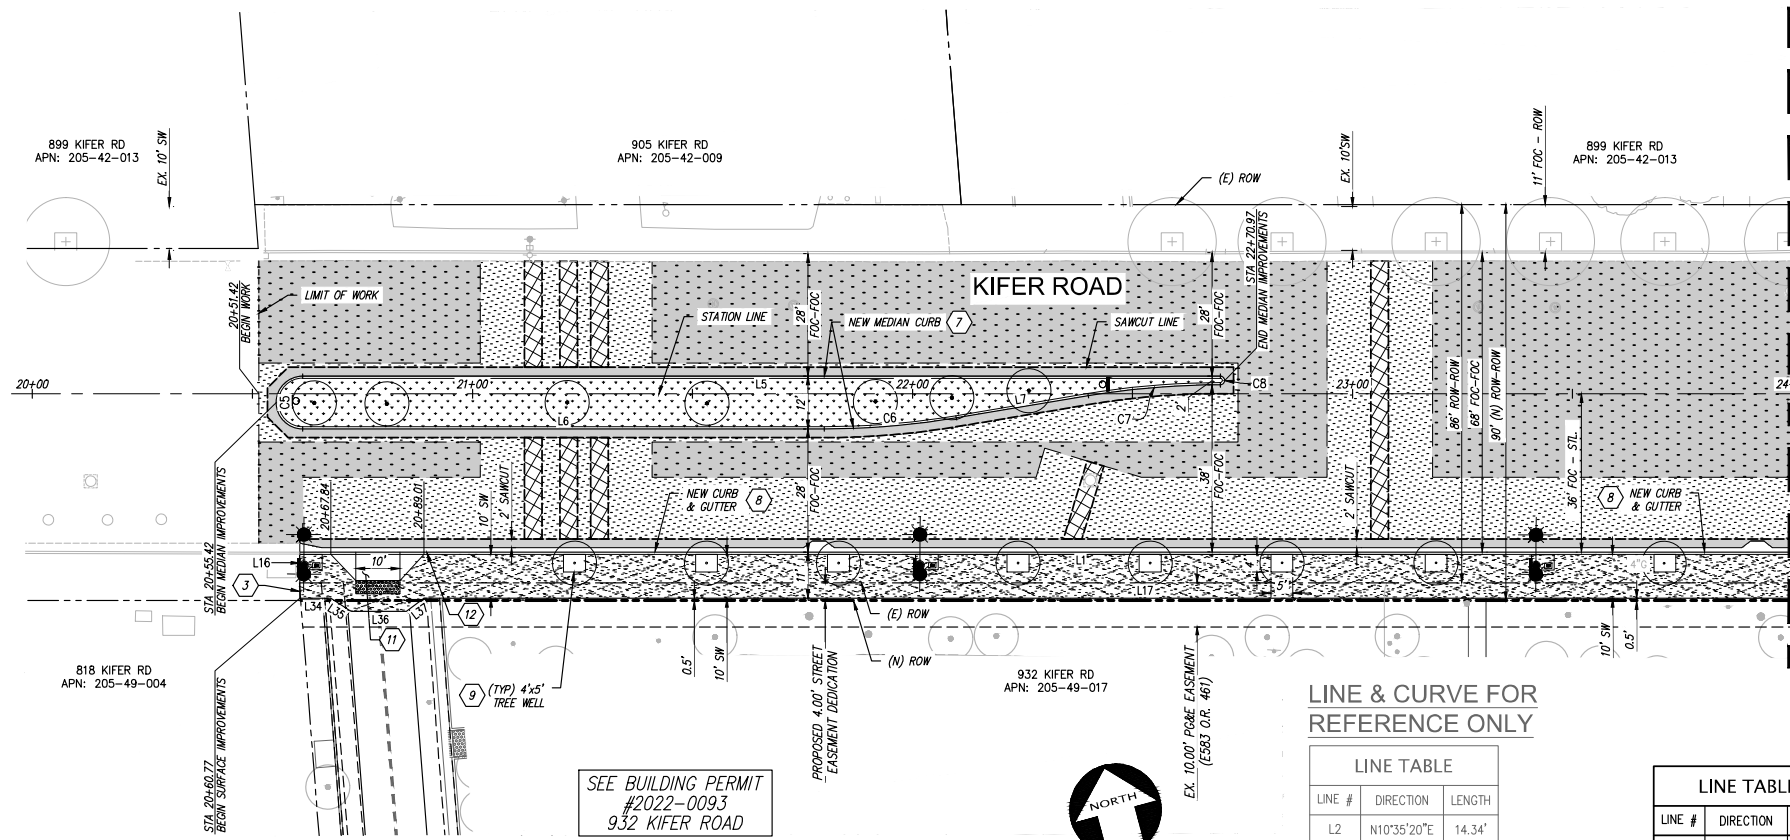 899 KIFER RD
APN: 205-42-013
EX. 10' SW
905 KIFER RD
APN: 205-42-009
(E) ROW
EX. 10'SW
11' FOC - ROW
899 KIFER RD
APN: 205-42-013
20+51.42
BEGIN WORK
LIMIT OF WORK
STATION LINE
28'
FOC-FOC
NEW MEDIAN CURB 7
KIFER ROAD
SAWCUT LINE
28'
FOC-FOC
STA 222+70.97
END MEDIAN IMPROVEMENTS
86' ROW-ROW
68' FOC-FOC
90' (N) ROW-ROW
20+00
C5
21+00
L5
L6
12'
C6
22+00
L7
C7
2'
C8
23+00
24
36' FOC - STL
STA 20+55.42
BEGIN MEDIAN IMPROVEMENTS
20+67.84
20+89.01
10' SW
2' SAWCUT
NEW CURB
& GUTTER
8
28'
FOC-FOC
38'
FOC-FOC
2' SAWCUT
8
NEW CURB
& GUTTER
L16
3
10'
L34
L35
L36
L37
11
12
L1
L17
4'
5'
4"C
(E) ROW
(N) ROW
0.5'
10' SW
10' SW
0.5'
818 KIFER RD
APN: 205-49-004
9
(TYP) 4'x5'
TREE WELL
PROPOSED 4.00' STREET
EASEMENT DEDICATION
932 KIFER RD
APN: 205-49-017
EX. 10.00' PG&E EASEMENT
(E583 O.R. 461)
STA 20+60.77
BEGIN SURFACE IMPROVEMENTS
SEE BUILDING PERMIT
#2022-0093
932 KIFER ROAD
NORTH
LINE & CURVE FOR
REFERENCE ONLY
LINE TABLE
LINE # DIRECTION LENGTH
L2 N10°35'20"E 14.34'
LINE TABLE
LINE # DIRECTION